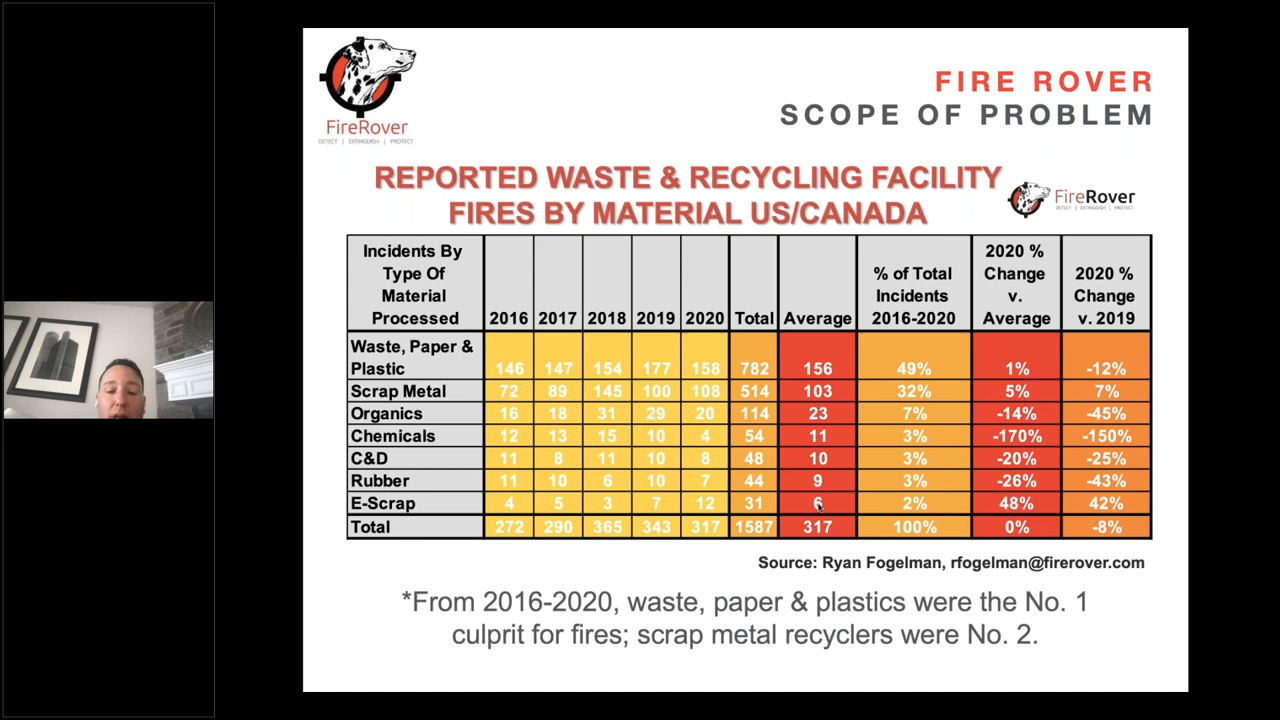 FireRover
DETECT | EXTINGUISH | PROTECT
FIRE ROVER
SCOPE OF PROBLEM
REPORTED WASTE & RECYCLING FACILITY
FIRES BY MATERIAL US/CANADA
FireRover
DETECT | EXTINGUISH | PROTECT
Incidents By Type Of Material Processed 2016 2017 2018 2019 2020 Total Average % of Total Incidents 2016-2020 2020 % Change v. Average 2020 % Change v. 2019
Waste, Paper & Plastic 146 147 154 177 158 782 156 49% 1% -12%
Scrap Metal 72 89 145 100 108 514 103 32% 5% 7%
Organics 16 18 31 29 20 114 23 7% -14% -45%
Chemicals 12 13 15 10 4 54 11 3% -170% -150%
C&D 11 8 11 10 8 48 10 3% -20% -25%
Rubber 11 10 6 10 7 44 9 3% -26% -43%
E-Scrap 4 5 3 7 12 31 6 2% 48% 42%
Total 272 290 365 343 317 1587 317 100% 0% -8%
Source: Ryan Fogelman, rfogelman@firerover.com
*From 2016-2020, waste, paper & plastics were the No. 1
culprit for fires; scrap metal recyclers were No. 2.